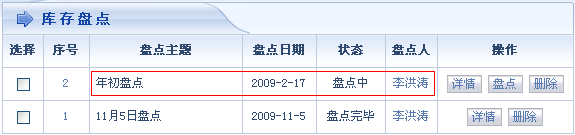 库存盘点
选择 序号 盘点主题 盘点日期 状态 盘点人 操作
2 年初盘点 2009-2-17 盘点中 李洪涛 详情 盘点 删除
1 11月5日盘点 2009-11-5 盘点完毕 李洪涛 详情 删除